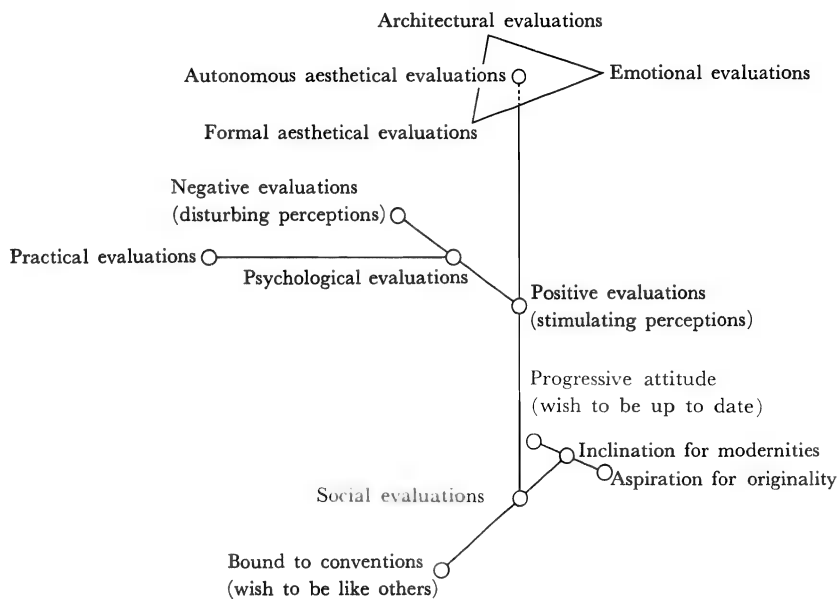 Architectural evaluations
Autonomous aesthetical evaluations
Emotional evaluations
Formal aesthetical evaluations
Negative evaluations
(disturbing perceptions)
Practical evaluations
Psychological evaluations
Positive evaluations
(stimulating perceptions)
Progressive attitude
(wish to be up to date)
Inclination for modernities
Aspiration for originality
Social evaluations
Bound to conventions
(wish to be like others)